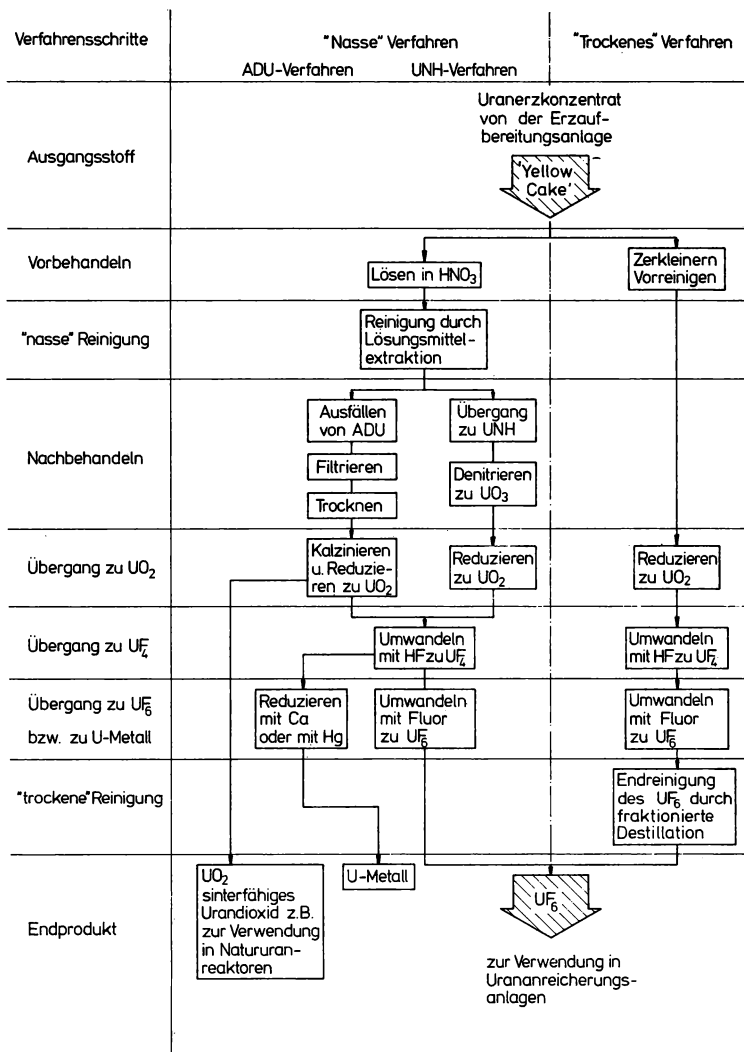 Verfahrensschritte
"Nasse" Verfahren
"Trockenes" Verfahren
ADU-Verfahren
UNH-Verfahren
Ausgangsstoff
Uranerzkonzentrat
von der Erzauf-
bereitungsanlage
'Yellow
Cake'
Vorbehandeln
Lösen in HNO₃
Zerkleinern
Vorreinigen
"nasse" Reinigung
Reinigung durch
Lösungsmittel-
extraktion
Nachbehandeln
Ausfällen
von ADU
Filtrieren
Trocknen
Übergang
zu UNH
Denitrieren
zu UO₃
Übergang zu UO₂
Kalzinieren
u. Reduzie-
ren zu UO₂
Reduzieren
zu UO₂
Reduzieren
zu UO₂
Übergang zu UF₄
Umwandeln
mit HF zu UF₄
Umwandeln
mit HF zu UF₄
Übergang zu UF₆
bzw. zu U-Metall
Reduzieren
mit Ca
oder mit Hg
Umwandeln
mit Fluor
zu UF₆
Umwandeln
mit Fluor
zu UF₆
"trockene" Reinigung
Endreinigung
des UF₆ durch
fraktionierte
Destillation
Endprodukt
UO₂
sinterfähiges
Urandioxid z.B.
zur Verwendung
in Natururan-
reaktoren
U-Metall
UF₆
zur Verwendung in
Urananreicherungs-
anlagen